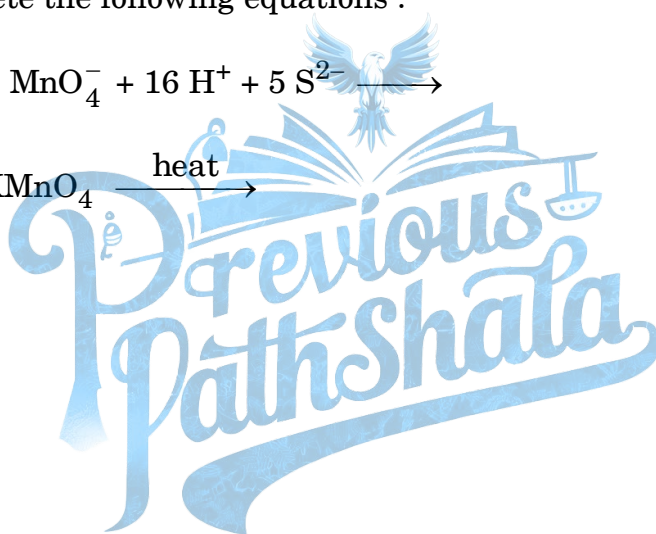 ete the following equations :
MnO₄⁻ + 16 H⁺ + 5 S²⁻ ⟶
KMnO₄ —heat→
Previous
PathShala